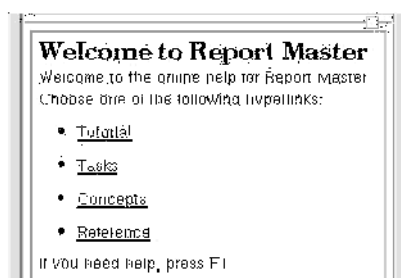 Welcome to Report Master
Welcome to the online help for Report Master
Choose one of the following hyperlinks:
Tutorial
Tasks
Concepts
Reference
If you need help, press F1